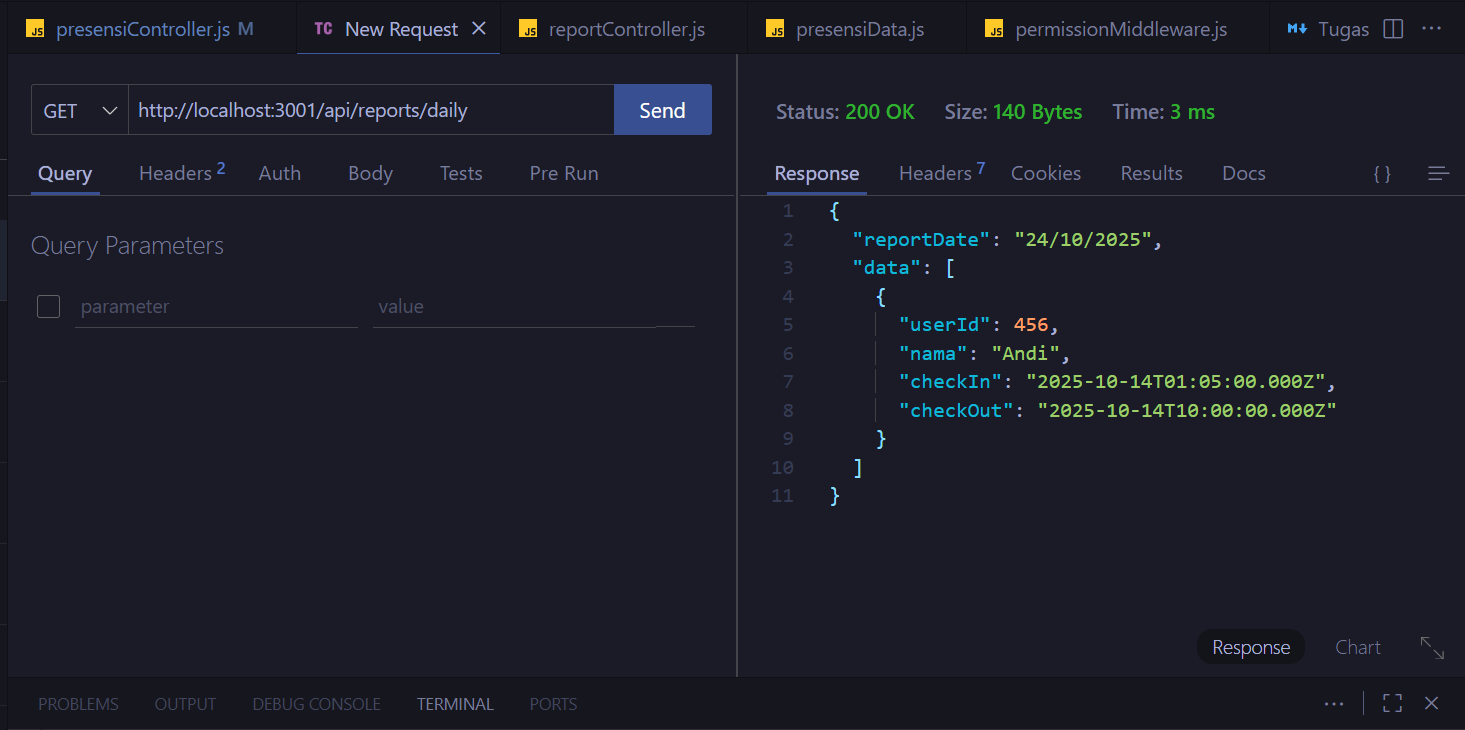 JS presensiController.js M
TC New Request
JS reportController.js
JS presensiData.js
JS permissionMiddleware.js
M Tugas
GET http://localhost:3001/api/reports/daily Send
Query Headers 2 Auth Body Tests Pre Run
Query Parameters
parameter value
Status: 200 OK Size: 140 Bytes Time: 3 ms
Response Headers 7 Cookies Results Docs { }
1 {
2 "reportDate": "24/10/2025",
3 "data": [
4 {
5 "userId": 456,
6 "nama": "Andi",
7 "checkIn": "2025-10-14T01:05:00.000Z",
8 "checkOut": "2025-10-14T10:00:00.000Z"
9 }
10 ]
11 }
Response Chart
PROBLEMS OUTPUT DEBUG CONSOLE TERMINAL PORTS